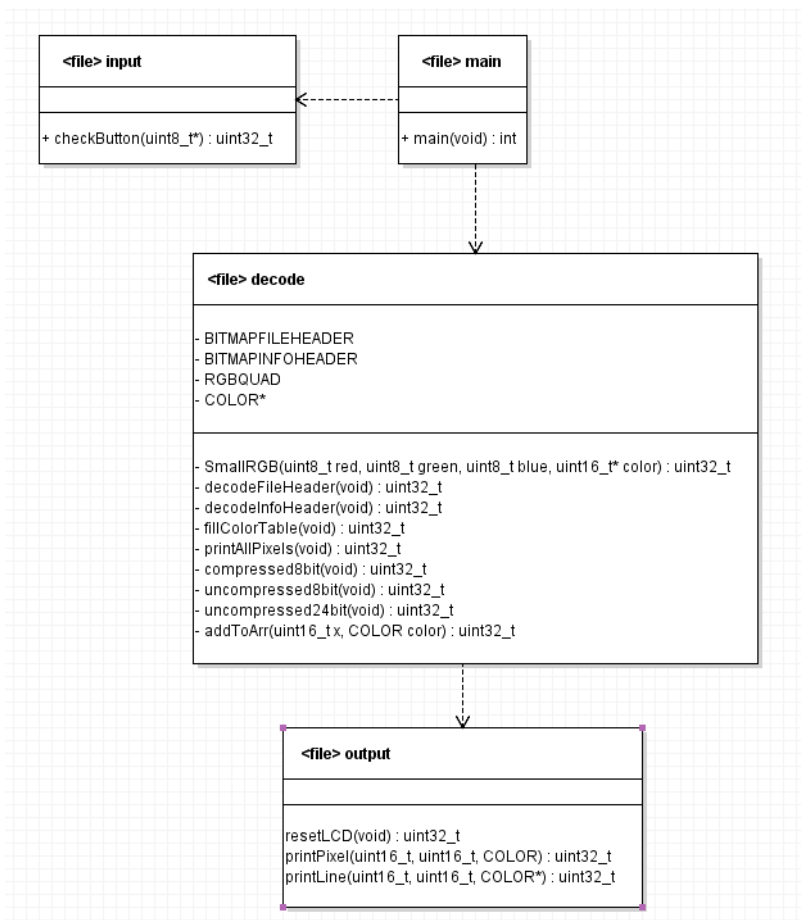 <file> input
+ checkButton(uint8_t*) : uint32_t
<file> main
+ main(void) : int
<file> decode
- BITMAPFILEHEADER
- BITMAPINFOHEADER
- RGBQUAD
- COLOR*
- SmallRGB(uint8_t red, uint8_t green, uint8_t blue, uint16_t* color) : uint32_t
- decodeFileHeader(void) : uint32_t
- decodeInfoHeader(void) : uint32_t
- fillColorTable(void) : uint32_t
- printAllPixels(void) : uint32_t
- compressed8bit(void) : uint32_t
- uncompressed8bit(void) : uint32_t
- uncompressed24bit(void) : uint32_t
- addToArr(uint16_t x, COLOR color) : uint32_t
<file> output
resetLCD(void) : uint32_t
printPixel(uint16_t, uint16_t, COLOR) : uint32_t
printLine(uint16_t, uint16_t, COLOR*) : uint32_t